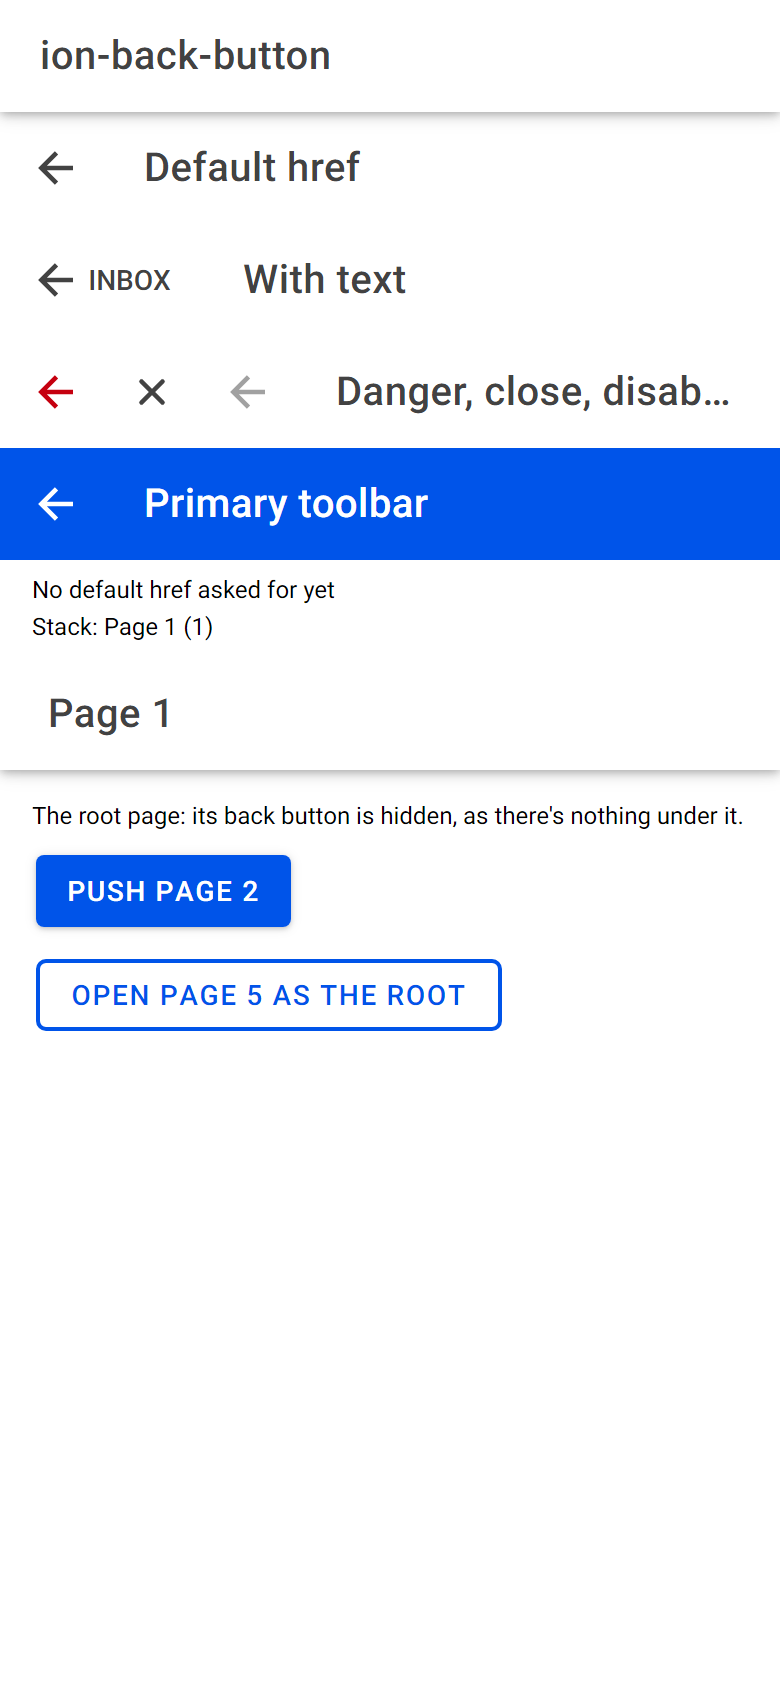 ion-back-button
Default href
INBOX With text
Danger, close, disab...
Primary toolbar
No default href asked for yet
Stack: Page 1 (1)
Page 1
The root page: its back button is hidden, as there's nothing under it.
PUSH PAGE 2
OPEN PAGE 5 AS THE ROOT